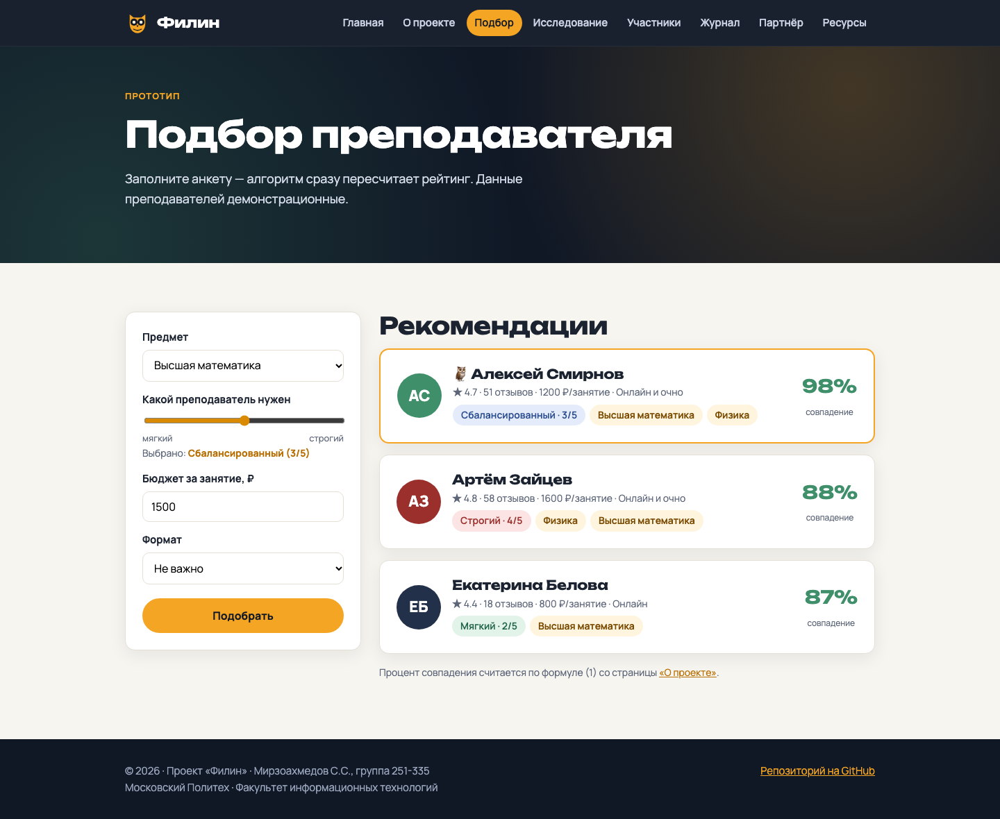 Филин
Главная
О проекте
Подбор
Исследование
Участники
Журнал
Партнёр
Ресурсы
ПРОТОТИП
Подбор преподавателя
Заполните анкету — алгоритм сразу пересчитает рейтинг. Данные
преподавателей демонстрационные.
Предмет
Высшая математика
Какой преподаватель нужен
мягкий
строгий
Выбрано: Сбалансированный (3/5)
Бюджет за занятие, ₽
1500
Формат
Не важно
Подобрать
Рекомендации
АС
Алексей Смирнов
★ 4.7 · 51 отзывов · 1200 ₽/занятие · Онлайн и очно
Сбалансированный · 3/5
Высшая математика
Физика
98%
совпадение
АЗ
Артём Зайцев
★ 4.8 · 58 отзывов · 1600 ₽/занятие · Онлайн и очно
Строгий · 4/5
Физика
Высшая математика
88%
совпадение
ЕБ
Екатерина Белова
★ 4.4 · 18 отзывов · 800 ₽/занятие · Онлайн
Мягкий · 2/5
Высшая математика
87%
совпадение
Процент совпадения считается по формуле (1) со страницы «О проекте».
© 2026 · Проект «Филин» · Мирзоахмедов С.С., группа 251-335
Московский Политех · Факультет информационных технологий
Репозиторий на GitHub